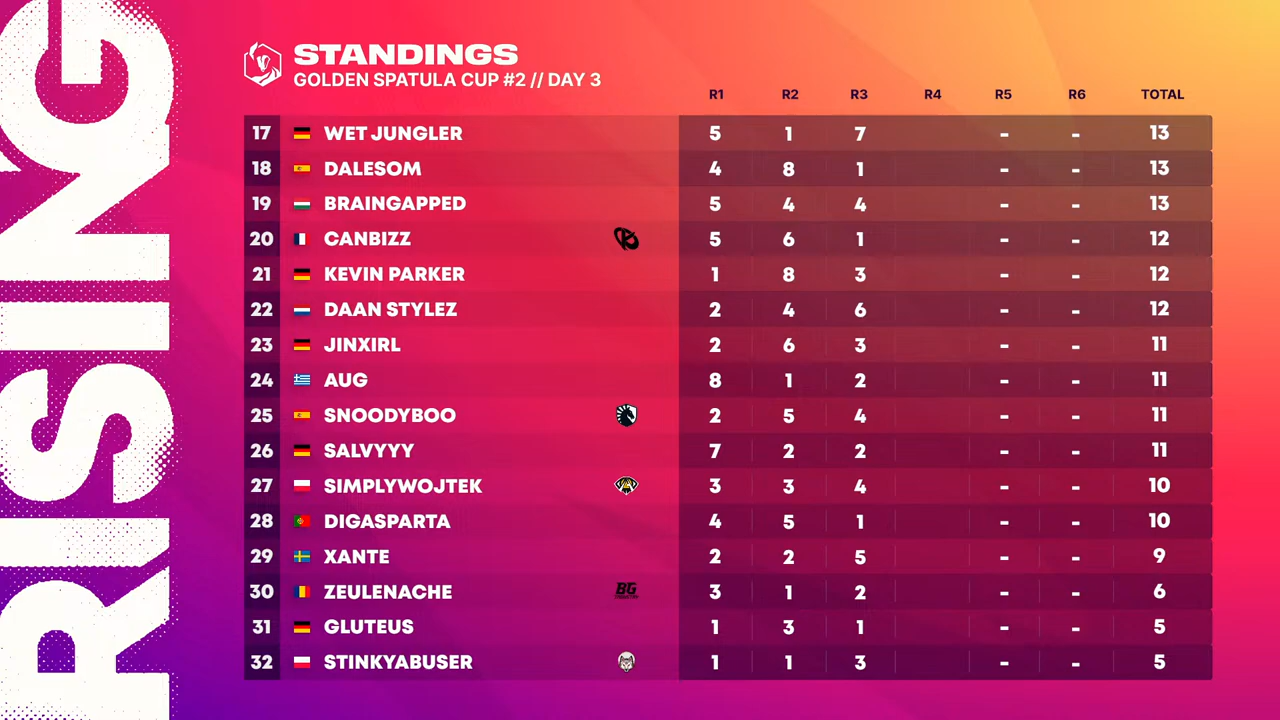 RISING
STANDINGS
GOLDEN SPATULA CUP #2 // DAY 3
R1 R2 R3 R4 R5 R6 TOTAL
17 WET JUNGLER 5 1 7 - - 13
18 DALESOM 4 8 1 - - 13
19 BRAINGAPPED 5 4 4 - - 13
20 CANBIZZ 5 6 1 - - 12
21 KEVIN PARKER 1 8 3 - - 12
22 DAAN STYLEZ 2 4 6 - - 12
23 JINXIRL 2 6 3 - - 11
24 AUG 8 1 2 - - 11
25 SNOODYBOO 2 5 4 - - 11
26 SALVYYY 7 2 2 - - 11
27 SIMPLYWOJTEK 3 3 4 - - 10
28 DIGASPARTA 4 5 1 - - 10
29 XANTE 2 2 5 - - 9
30 ZEULENACHE BG 3 1 2 - - 6
31 GLUTEUS 1 3 1 - - 5
32 STINKYABUSER 1 1 3 - - 5